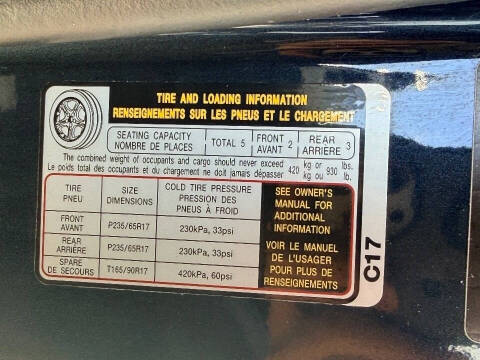 TIRE AND LOADING INFORMATION
RENSEIGNEMENTS SUR LES PNEUS ET LE CHARGEMENT
SEATING CAPACITY
NOMBRE DE PLACES
TOTAL 5
FRONT
AVANT
2
REAR
ARRIÈRE
3
The combined weight of occupants and cargo should never exceed 420 kg or 930 lbs.
Le poids total des occupants et du chargement ne doit jamais dépasser kg ou lb.
TIRE
PNEU
SIZE
DIMENSIONS
COLD TIRE PRESSURE
PRESSION DES
PNEUS À FROID
FRONT
AVANT
P235/65R17
230kPa, 33psi
REAR
ARRIÈRE
P235/65R17
230kPa, 33psi
SPARE
DE SECOURS
T165/90R17
420kPa, 60psi
SEE OWNER'S
MANUAL FOR
ADDITIONAL
INFORMATION
VOIR LE MANUEL
DE L'USAGER
POUR PLUS DE
RENSEIGNEMENTS
C17